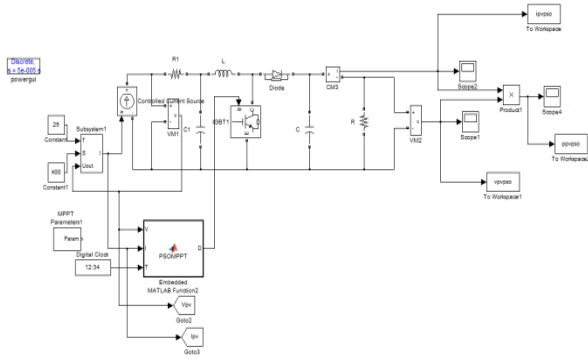 Discrete,
s = 5e-005 s
powergui
R1
L
Diode
CM3
ipvpso
To Workspace
Scope2
Controlled Current Source
VM1
C1
IGBT1
C
R
VM2
Scope1
Product1
Scope4
ppvpso
To Workspace2
vpvpso
To Workspace1
25
Constant
Subsystem1
T
S
Uout
I
400
Constant1
MPPT
Parameters1
Param
Digital Clock
12:34
V
I
T
PSOMPPT
D
Embedded
MATLAB Function2
Vpv
Goto2
Ipv
Goto3